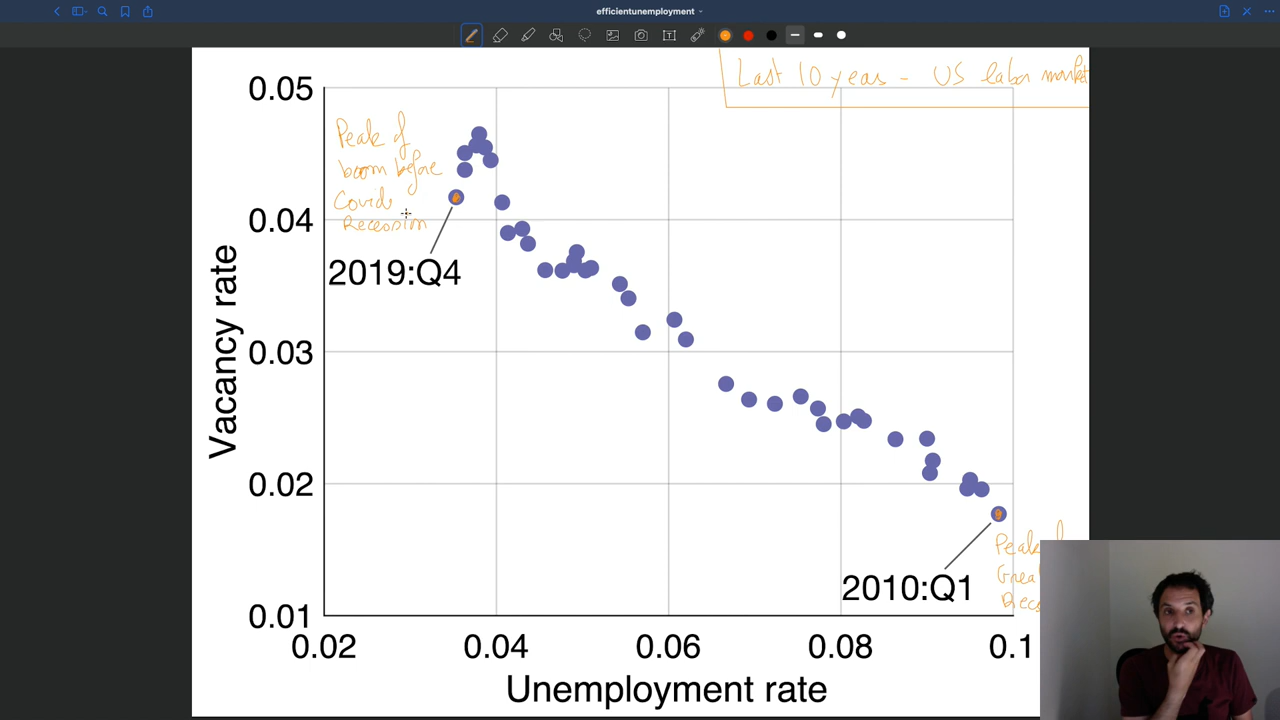 efficientunemployment
Last 10 years - US labor market
0.05
Peak of
boom before
Covid
Recession
0.04
2019:Q4
Vacancy rate
0.03
0.02
Peak
2010:Q1
0.01
0.02
0.04
0.06
0.08
0.1
Unemployment rate